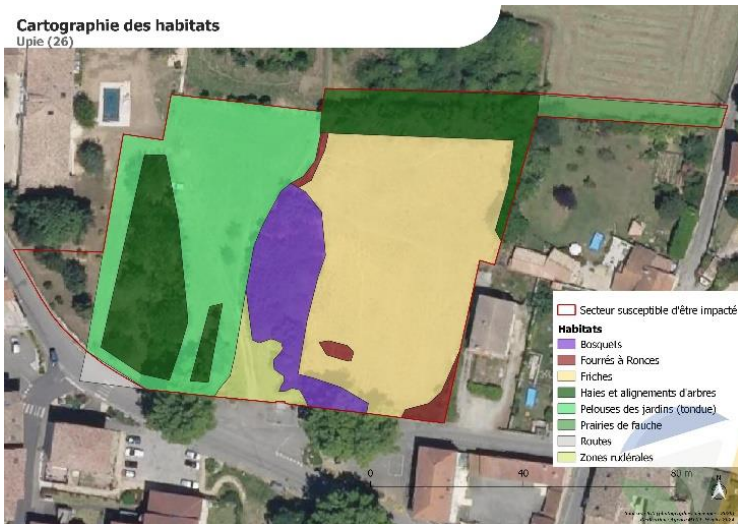 Cartographie des habitats
Upie (26)
Secteur susceptible d'être impacté
Habitats
Bosquets
Fourrés à Ronces
Friches
Haies et alignements d'arbres
Pelouses des jardins (tondue)
Prairies de fauche
Routes
Zones rudérales
0 40 80 m
N